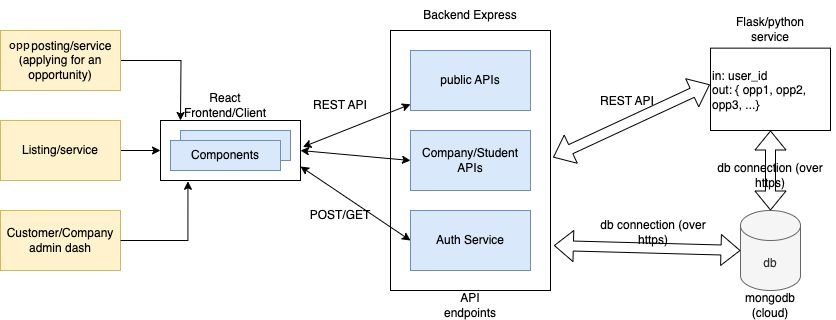 opp posting/service
(applying for an
opportunity)
Listing/service
Customer/Company
admin dash
React
Frontend/Client
Components
REST API
POST/GET
Backend Express
public APIs
Company/Student
APIs
Auth Service
API
endpoints
REST API
db connection (over
https)
Flask/python
service
in: user_id
out: { opp1, opp2,
opp3, ...}
db connection (over
https)
db
mongodb
(cloud)